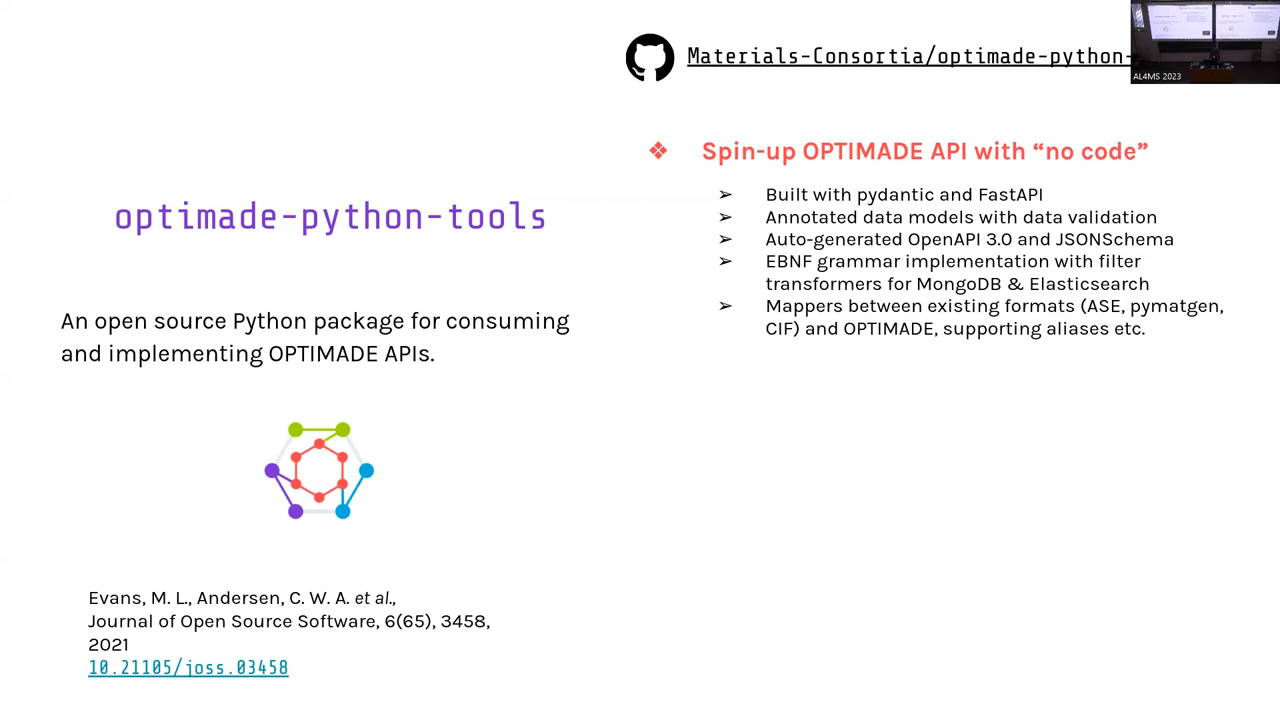 Materials-Consortia/optimade-python-
AL4MS 2023
optimade-python-tools
An open source Python package for consuming
and implementing OPTIMADE APIs.
Evans, M. L., Andersen, C. W. A. et al.,
Journal of Open Source Software, 6(65), 3458,
2021
10.21105/joss.03458
❖ Spin-up OPTIMADE API with “no code”
➢ Built with pydantic and FastAPI
➢ Annotated data models with data validation
➢ Auto-generated OpenAPI 3.0 and JSONSchema
➢ EBNF grammar implementation with filter
transformers for MongoDB & Elasticsearch
➢ Mappers between existing formats (ASE, pymatgen,
CIF) and OPTIMADE, supporting aliases etc.